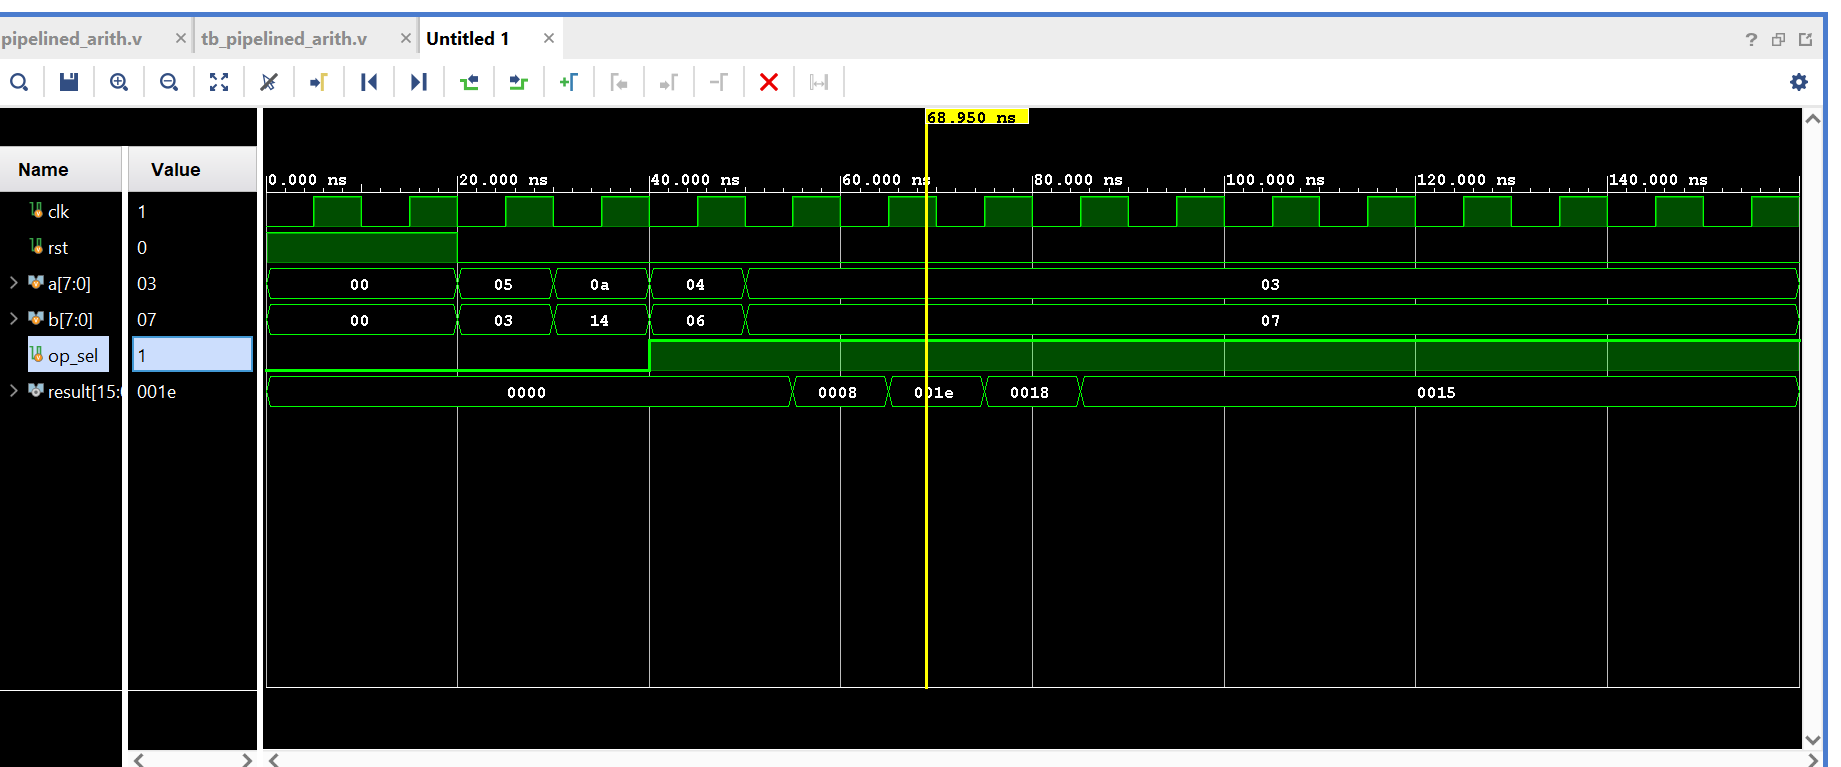 pipelined_arith.v × tb_pipelined_arith.v × Untitled 1 × ?
68.950 ns
Name Value
0.000 ns 20.000 ns 40.000 ns 60.000 ns 80.000 ns 100.000 ns 120.000 ns 140.000 ns
clk 1
rst 0
a[7:0] 03 00 05 0a 04 03
b[7:0] 07 00 03 14 06 07
op_sel 1
result[15:0 001e 0000 0008 001e 0018 0015